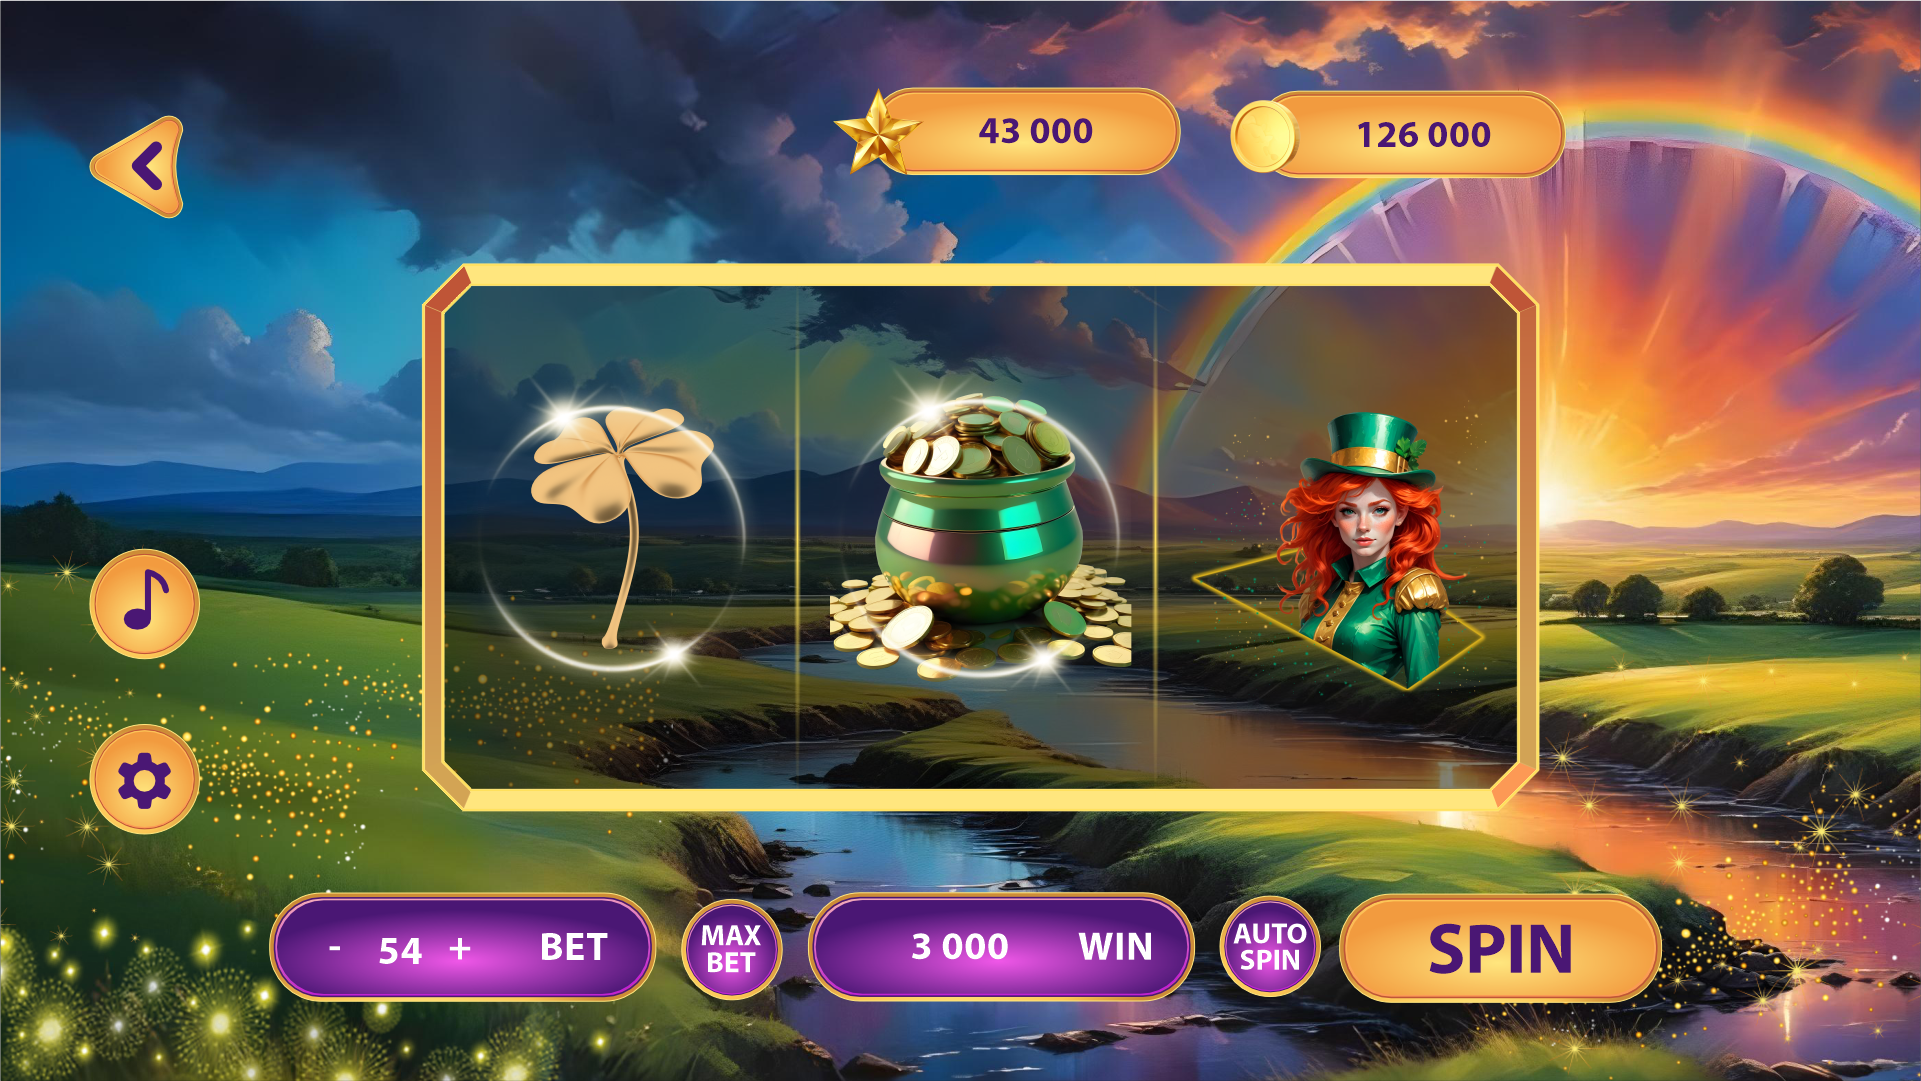 43 000
126 000
- 54 + BET
MAX
BET
3 000 WIN
AUTO
SPIN
SPIN